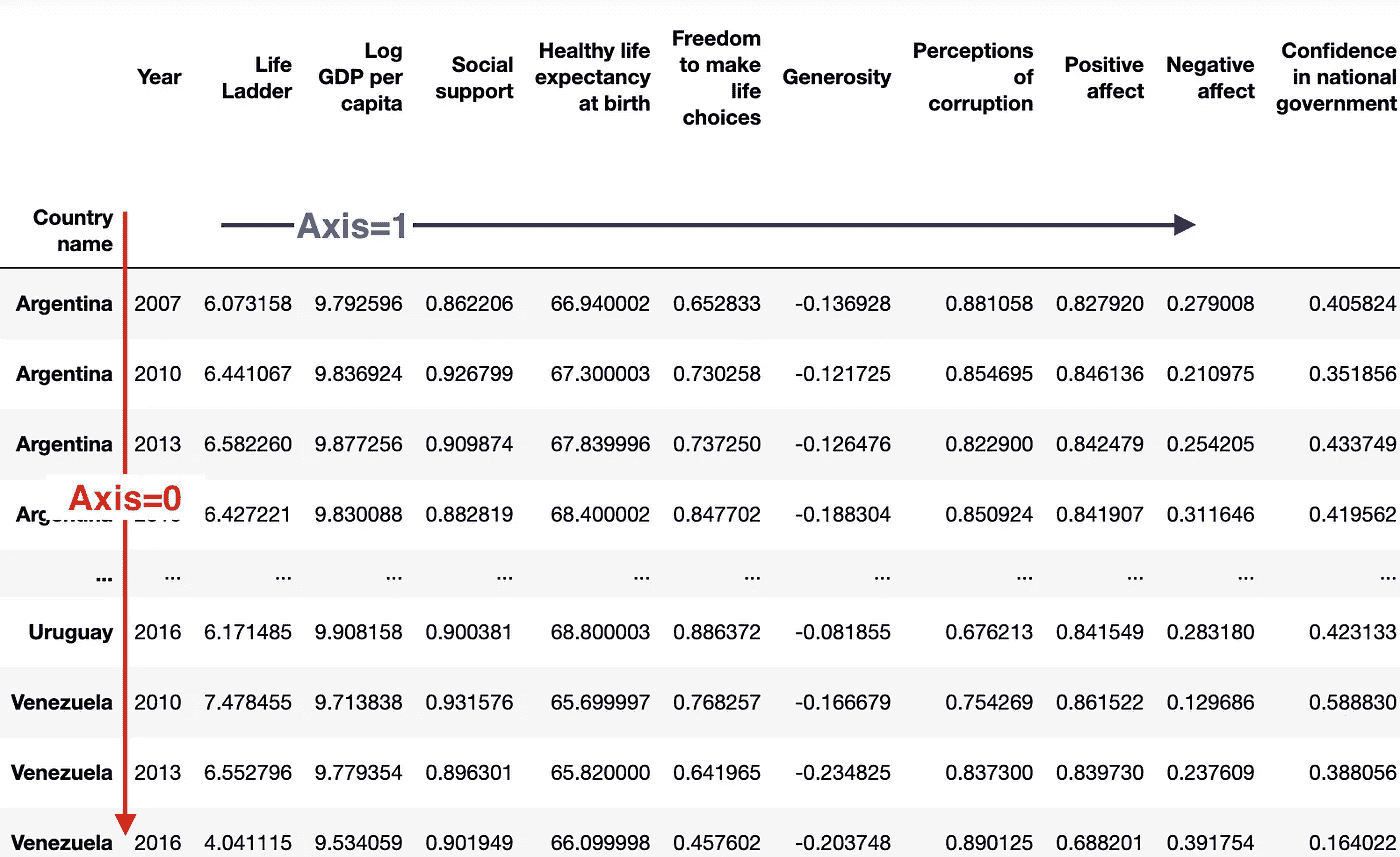 Year Life Ladder Log GDP per capita Social support Healthy life expectancy at birth Freedom to make life choices Generosity Perceptions of corruption Positive affect Negative affect Confidence in national government
Axis=1
Country name
Argentina 2007 6.073158 9.792596 0.862206 66.940002 0.652833 -0.136928 0.881058 0.827920 0.279008 0.405824
Argentina 2010 6.441067 9.836924 0.926799 67.300003 0.730258 -0.121725 0.854695 0.846136 0.210975 0.351856
Argentina 2013 6.582260 9.877256 0.909874 67.839996 0.737250 -0.126476 0.822900 0.842479 0.254205 0.433749
Axis=0
6.427221 9.830088 0.882819 68.400002 0.847702 -0.188304 0.850924 0.841907 0.311646 0.419562
... ... ... ... ... ... ... ... ... ... ... ...
Uruguay 2016 6.171485 9.908158 0.900381 68.800003 0.886372 -0.081855 0.676213 0.841549 0.283180 0.423133
Venezuela 2010 7.478455 9.713838 0.931576 65.699997 0.768257 -0.166679 0.754269 0.861522 0.129686 0.588830
Venezuela 2013 6.552796 9.779354 0.896301 65.820000 0.641965 -0.234825 0.837300 0.839730 0.237609 0.388056
Venezuela 2016 4.041115 9.534059 0.901949 66.099998 0.457602 -0.203748 0.890125 0.688201 0.391754 0.164022